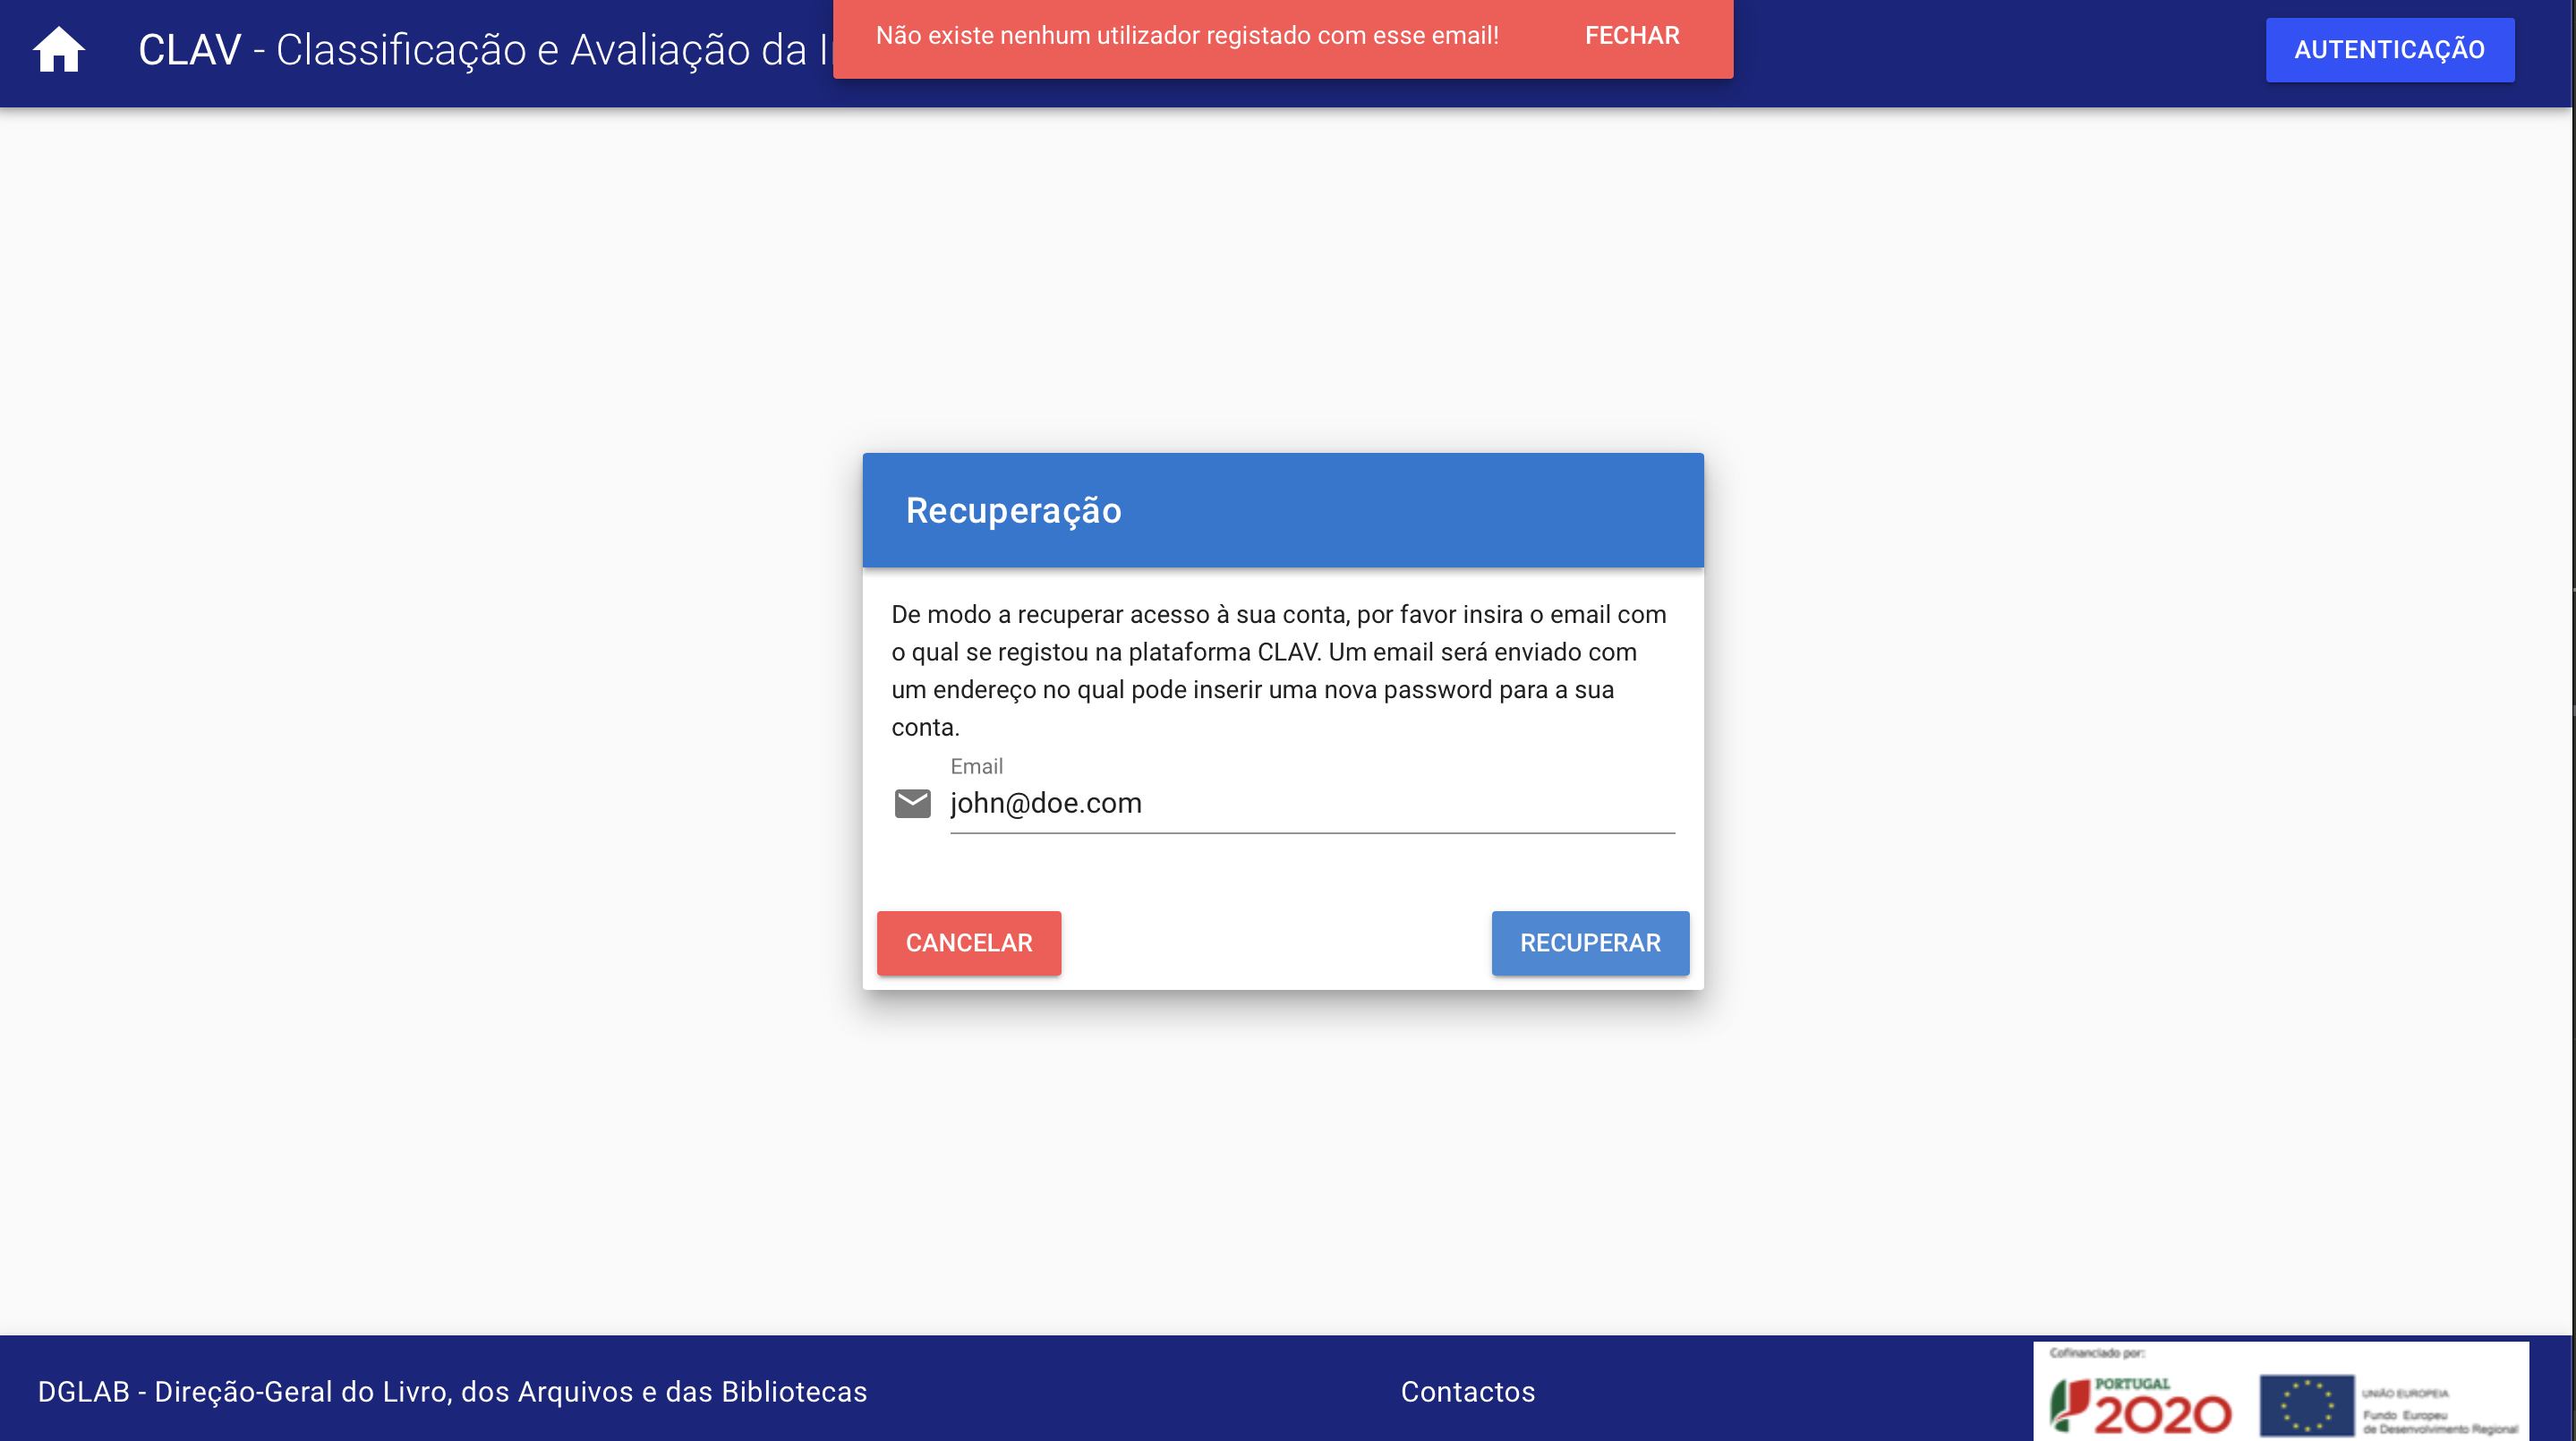 CLAV - Classificação e Avaliação da
Não existe nenhum utilizador registado com esse email!
FECHAR
AUTENTICAÇÃO
Recuperação
De modo a recuperar acesso à sua conta, por favor insira o email com
o qual se registou na plataforma CLAV. Um email será enviado com
um endereço no qual pode inserir uma nova password para a sua
conta.
Email
john@doe.com
CANCELAR
RECUPERAR
DGLAB - Direção-Geral do Livro, dos Arquivos e das Bibliotecas
Contactos
Cofinanciado por:
PORTUGAL
2020
UNIÃO EUROPEIA
Fundo Europeu
de Desenvolvimento Regional